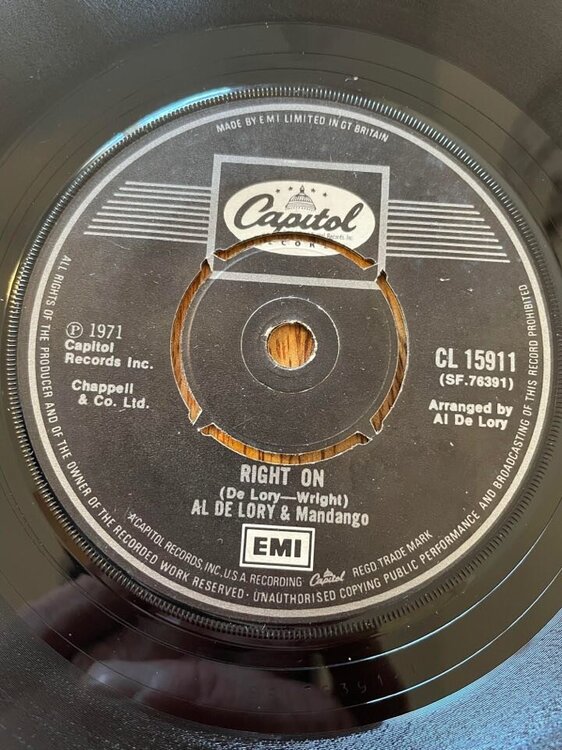 MADE BY EMI LIMITED IN GT BRITAIN
Capitol
Records, Inc.
RECOR
℗ 1971
Capitol
Records Inc.
Chappell
& Co. Ltd.
CL 15911
(SF.76391)
Arranged by
Al De Lory
RIGHT ON
(De Lory—Wright)
AL DE LORY & Mandango
EMI
A CAPITOL RECORDS, INC., U.S.A. RECORDING · Capitol REGD TRADE MARK
ALL RIGHTS OF THE PRODUCER AND OF THE OWNER OF THE RECORDED WORK RESERVED · UNAUTHORISED COPYING PUBLIC PERFORMANCE AND BROADCASTING OF THIS RECORD PROHIBITED